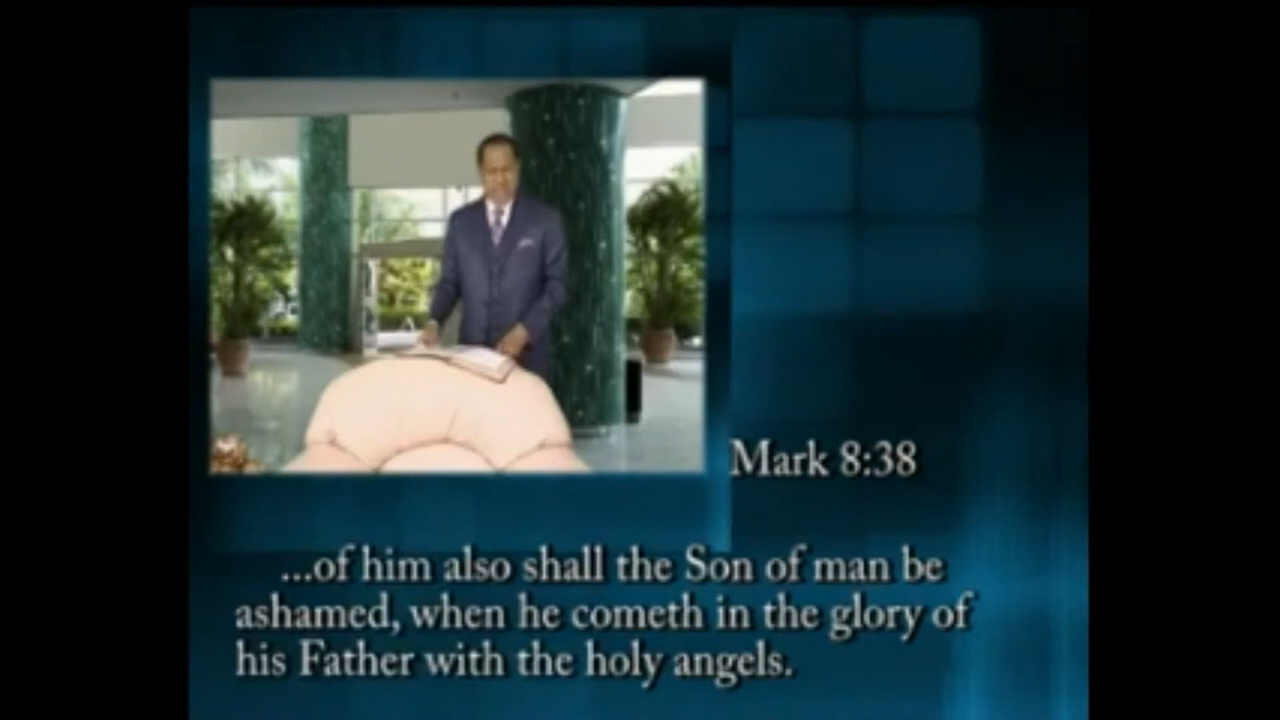 Mark 8:38
...of him also shall the Son of man be
ashamed, when he cometh in the glory of
his Father with the holy angels.